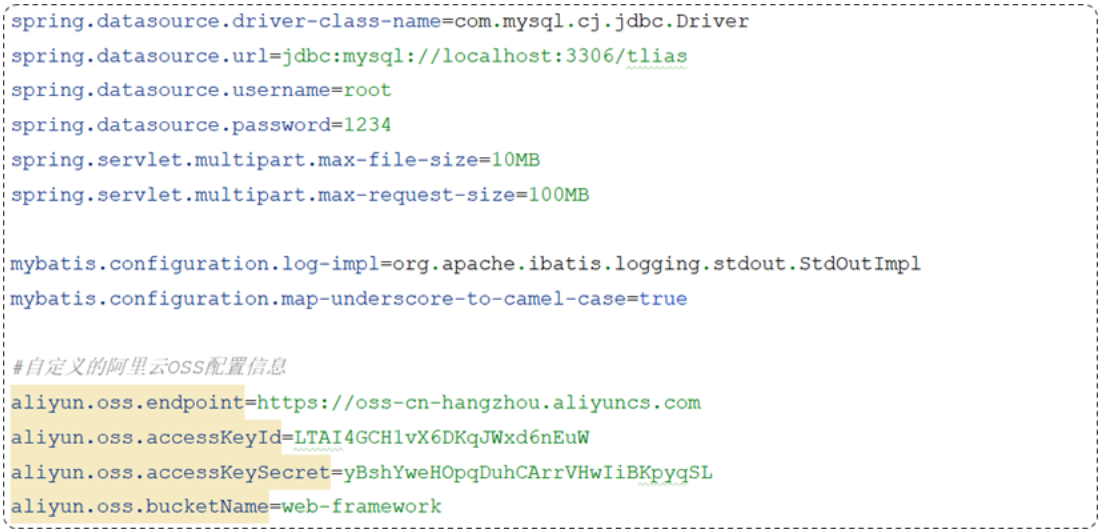 spring.datasource.driver-class-name=com.mysql.cj.jdbc.Driver
spring.datasource.url=jdbc:mysql://localhost:3306/tlias
spring.datasource.username=root
spring.datasource.password=1234
spring.servlet.multipart.max-file-size=10MB
spring.servlet.multipart.max-request-size=100MB
mybatis.configuration.log-impl=org.apache.ibatis.logging.stdout.StdOutImpl
mybatis.configuration.map-underscore-to-camel-case=true
#自定义的阿里云OSS配置信息
aliyun.oss.endpoint=https://oss-cn-hangzhou.aliyuncs.com
aliyun.oss.accessKeyId=LTAI4GCH1vX6DKqJWxd6nEuW
aliyun.oss.accessKeySecret=yBshYweHOpqDuhCArrVHwIiBKpyqSL
aliyun.oss.bucketName=web-framework